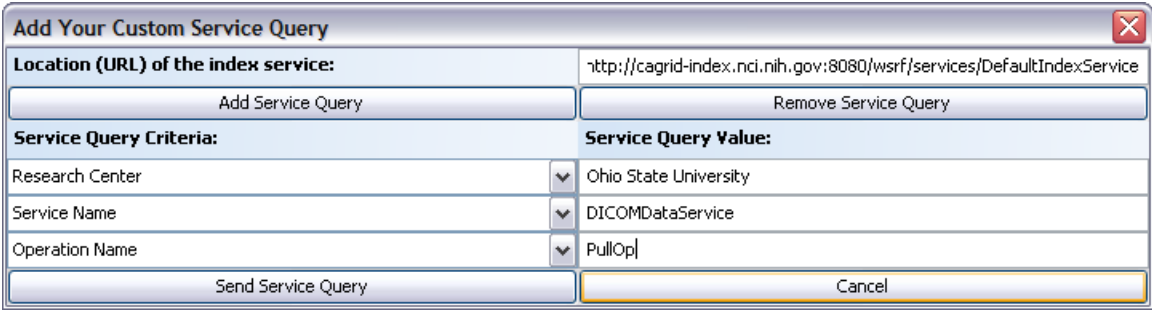 Add Your Custom Service Query
Location (URL) of the index service: http://cagrid-index.nci.nih.gov:8080/wsrf/services/DefaultIndexService
Add Service Query Remove Service Query
Service Query Criteria: Service Query Value:
Research Center Ohio State University
Service Name DICOMDataService
Operation Name PullOp
Send Service Query Cancel